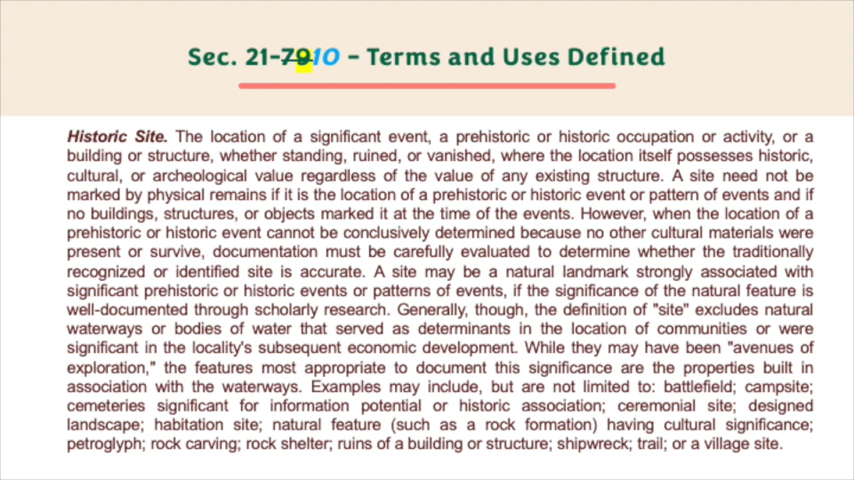 Sec. 21-7910 – Terms and Uses Defined
Historic Site. The location of a significant event, a prehistoric or historic occupation or activity, or a
building or structure, whether standing, ruined, or vanished, where the location itself possesses historic,
cultural, or archeological value regardless of the value of any existing structure. A site need not be
marked by physical remains if it is the location of a prehistoric or historic event or pattern of events and if
no buildings, structures, or objects marked it at the time of the events. However, when the location of a
prehistoric or historic event cannot be conclusively determined because no other cultural materials were
present or survive, documentation must be carefully evaluated to determine whether the traditionally
recognized or identified site is accurate. A site may be a natural landmark strongly associated with
significant prehistoric or historic events or patterns of events, if the significance of the natural feature is
well-documented through scholarly research. Generally, though, the definition of "site" excludes natural
waterways or bodies of water that served as determinants in the location of communities or were
significant in the locality's subsequent economic development. While they may have been "avenues of
exploration," the features most appropriate to document this significance are the properties built in
association with the waterways. Examples may include, but are not limited to: battlefield; campsite;
cemeteries significant for information potential or historic association; ceremonial site; designed
landscape; habitation site; natural feature (such as a rock formation) having cultural significance;
petroglyph; rock carving; rock shelter; ruins of a building or structure; shipwreck; trail; or a village site.